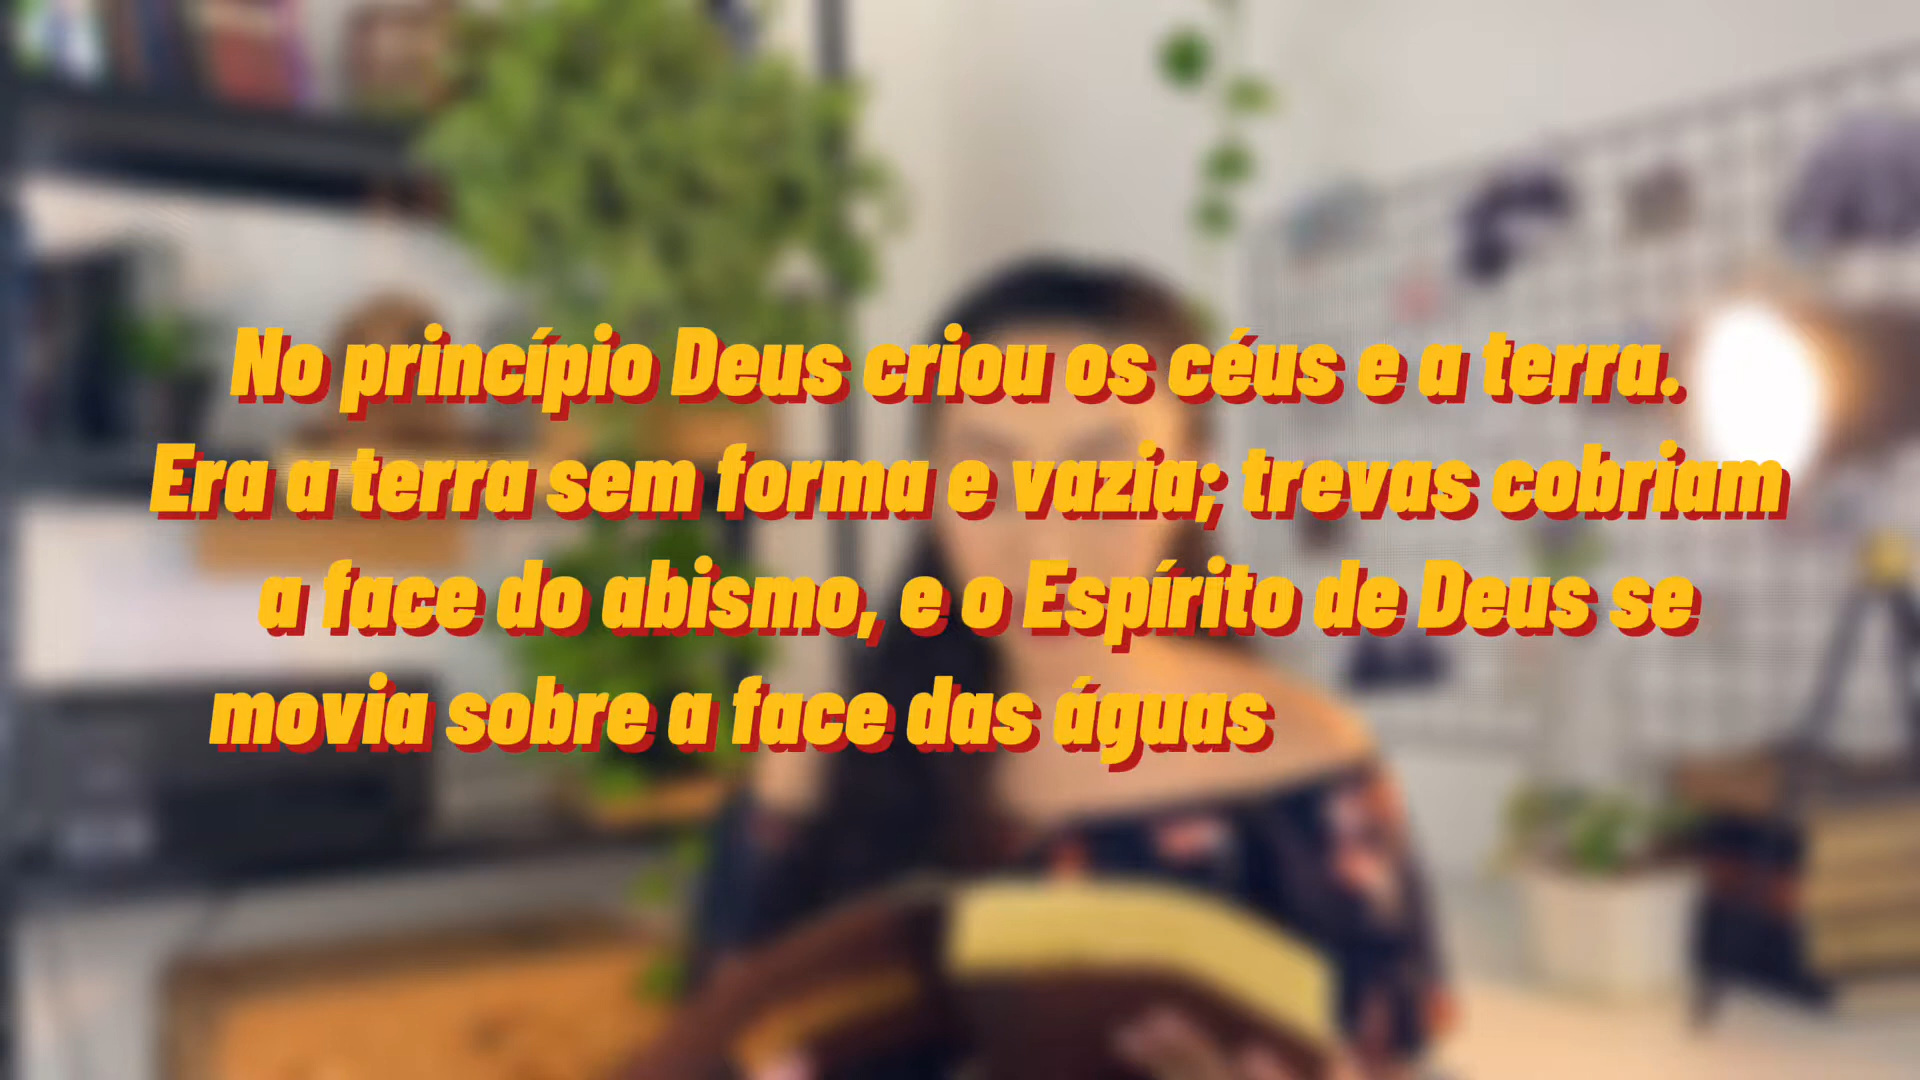 No princípio Deus criou os céus e a terra.
Era a terra sem forma e vazia; trevas cobriam
a face do abismo, e o Espírito de Deus se
movia sobre a face das águas